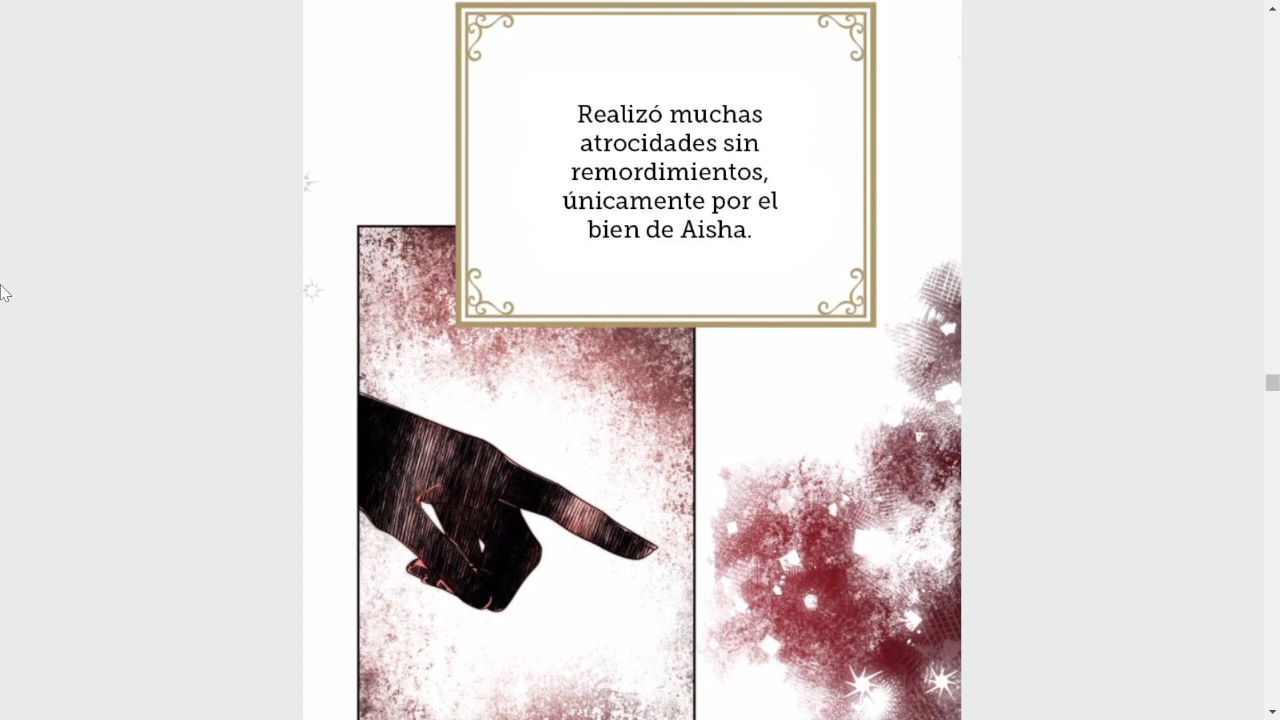 Realizó muchas
atrocidades sin
remordimientos,
únicamente por el
bien de Aisha.